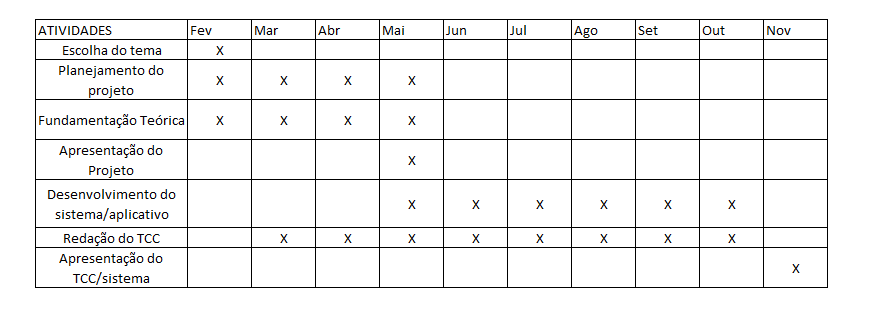 ATIVIDADES Fev Mar Abr Mai Jun Jul Ago Set Out Nov
Escolha do tema X
Planejamento do
projeto X X X X
Fundamentação Teórica X X X X
Apresentação do
Projeto X
Desenvolvimento do
sistema/aplicativo X X X X X X
Redação do TCC X X X X X X X X
Apresentação do
TCC/sistema X